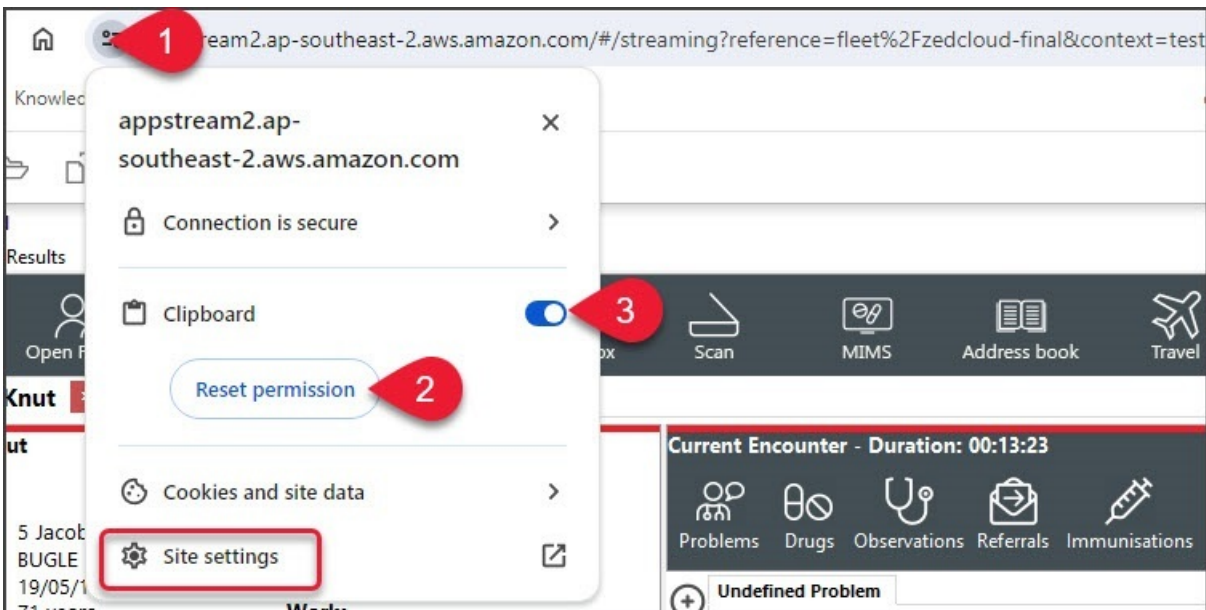 1
ream2.ap-southeast-2.aws.amazon.com/#/streaming?reference=fleet%2Fzedcloud-final&context=test
Knowled
appstream2.ap-
southeast-2.aws.amazon.com
Connection is secure
Results
Clipboard
3
Open
Scan
MIMS
Address book
Travel
Reset permission
2
Knut
ut
Current Encounter - Duration: 00:13:23
Cookies and site data
Problems
Drugs
Observations
Referrals
Immunisations
5 Jacob
BUGLE
Site settings
19/05/1
71 years
Work:
Undefined Problem